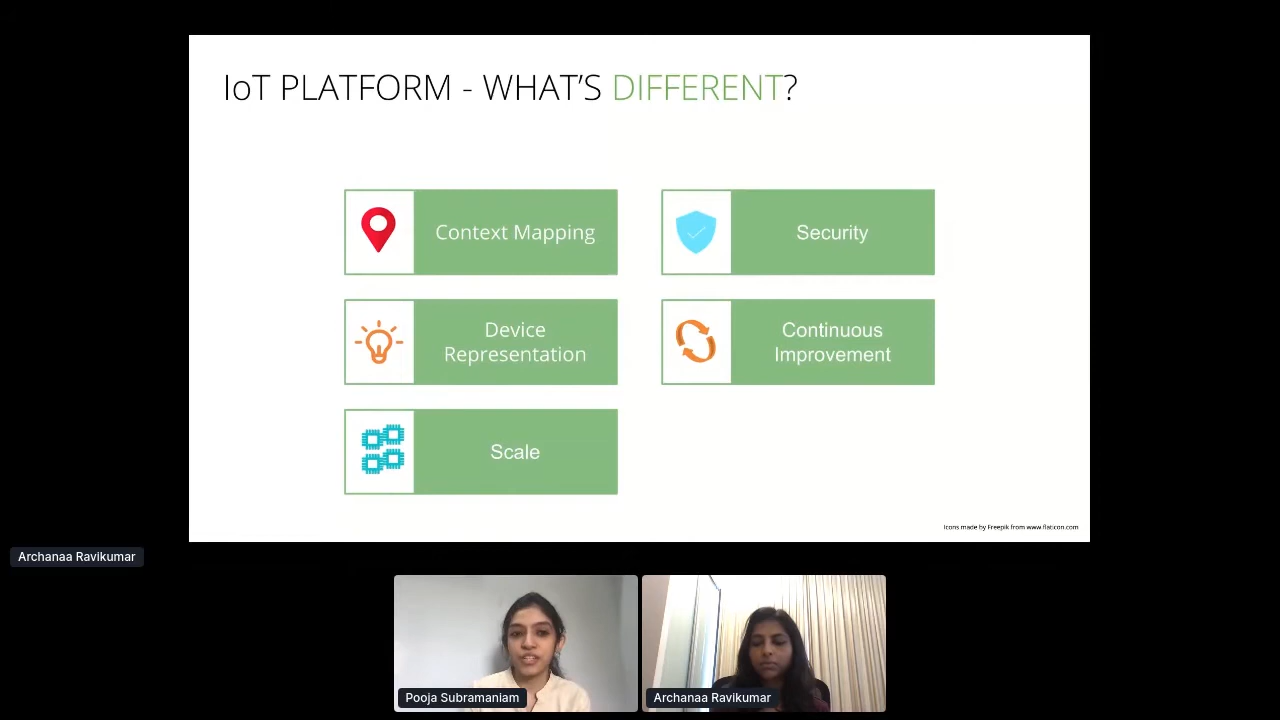 IoT PLATFORM - WHAT'S DIFFERENT?
Context Mapping
Security
Device
Representation
Continuous
Improvement
Scale
Icons made by Freepik from www.flaticon.com
Archanaa Ravikumar
Pooja Subramaniam
Archanaa Ravikumar